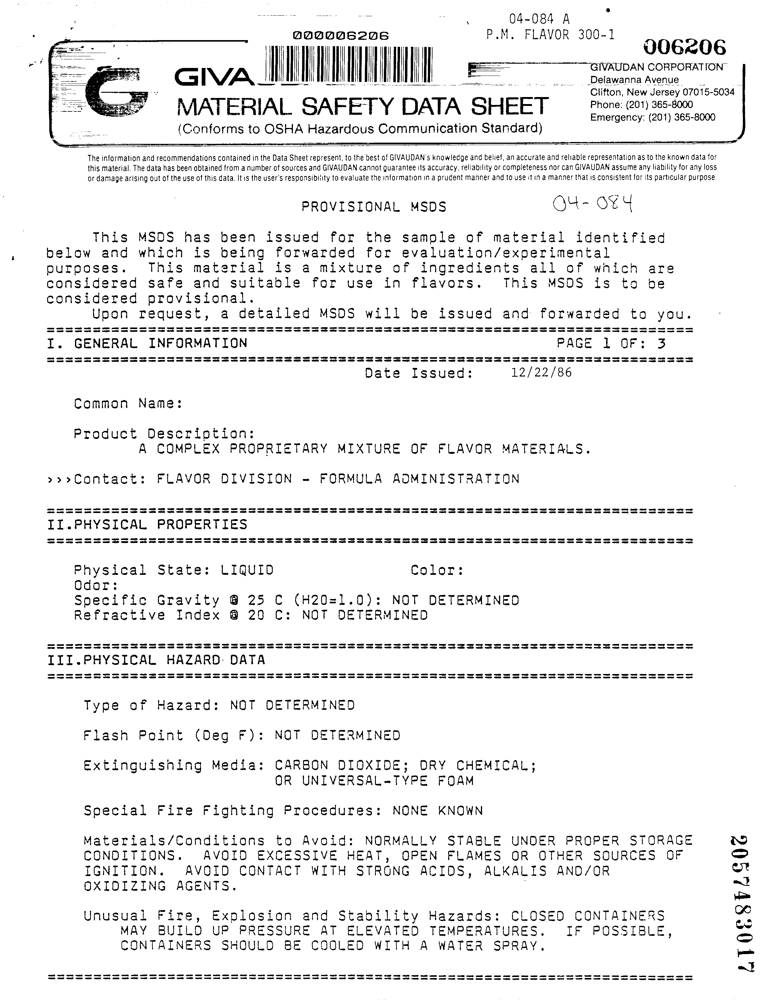 04-084 A
000006206
P.M. FLAVOR 300-1
006206
GIVA
GIVAUDAN CORPORATION
Delawanna Avenue
Clifton, New Jersey 07015-5034
Phone: (201) 365-8000
Emergency: (201) 365-8000
MATERIAL SAFETY DATA SHEET
(Conforms to OSHA Hazardous Communication Standard)
The information and recommendations contained in the Data Sheet represent, to the best of GIVAUDAN's knowledge and belief, an accurate and reliable representation as to the known data for
this material. The data has been obtained from a number of sources and GIVAUDAN cannot guarantee its accuracy, reliability or completeness nor can GIVAUDAN assume any liability for any loss
or damage arising out of the use of this data. It is the user's responsibility to evaluate the information in a prudent manner and to use it in a manner that is consistent for its particular purpose.
PROVISIONAL MSDS
04-084
This MSDS has been issued for the sample of material identified
below and which is being forwarded for evaluation/experimental
purposes. This material is a mixture of ingredients all of which are
considered safe and suitable for use in flavors. This MSDS is to be
considered provisional.
Upon request, a detailed MSDS will be issued and forwarded to you.
I. GENERAL INFORMATION PAGE 1 OF: 3
Date Issued: 12/22/86
Common Name:
Product Description:
A COMPLEX PROPRIETARY MIXTURE OF FLAVOR MATERIALS.
>>>Contact: FLAVOR DIVISION - FORMULA ADMINISTRATION
II.PHYSICAL PROPERTIES
Physical State: LIQUID Color:
Odor:
Specific Gravity @ 25 C (H2O=1.0): NOT DETERMINED
Refractive Index @ 20 C: NOT DETERMINED
III.PHYSICAL HAZARD DATA
Type of Hazard: NOT DETERMINED
Flash Point (Deg F): NOT DETERMINED
Extinguishing Media: CARBON DIOXIDE; DRY CHEMICAL;
OR UNIVERSAL-TYPE FOAM
Special Fire Fighting Procedures: NONE KNOWN
Materials/Conditions to Avoid: NORMALLY STABLE UNDER PROPER STORAGE
CONDITIONS. AVOID EXCESSIVE HEAT, OPEN FLAMES OR OTHER SOURCES OF
IGNITION. AVOID CONTACT WITH STRONG ACIDS, ALKALIS AND/OR
OXIDIZING AGENTS.
Unusual Fire, Explosion and Stability Hazards: CLOSED CONTAINERS
MAY BUILD UP PRESSURE AT ELEVATED TEMPERATURES. IF POSSIBLE,
CONTAINERS SHOULD BE COOLED WITH A WATER SPRAY.
2057483017